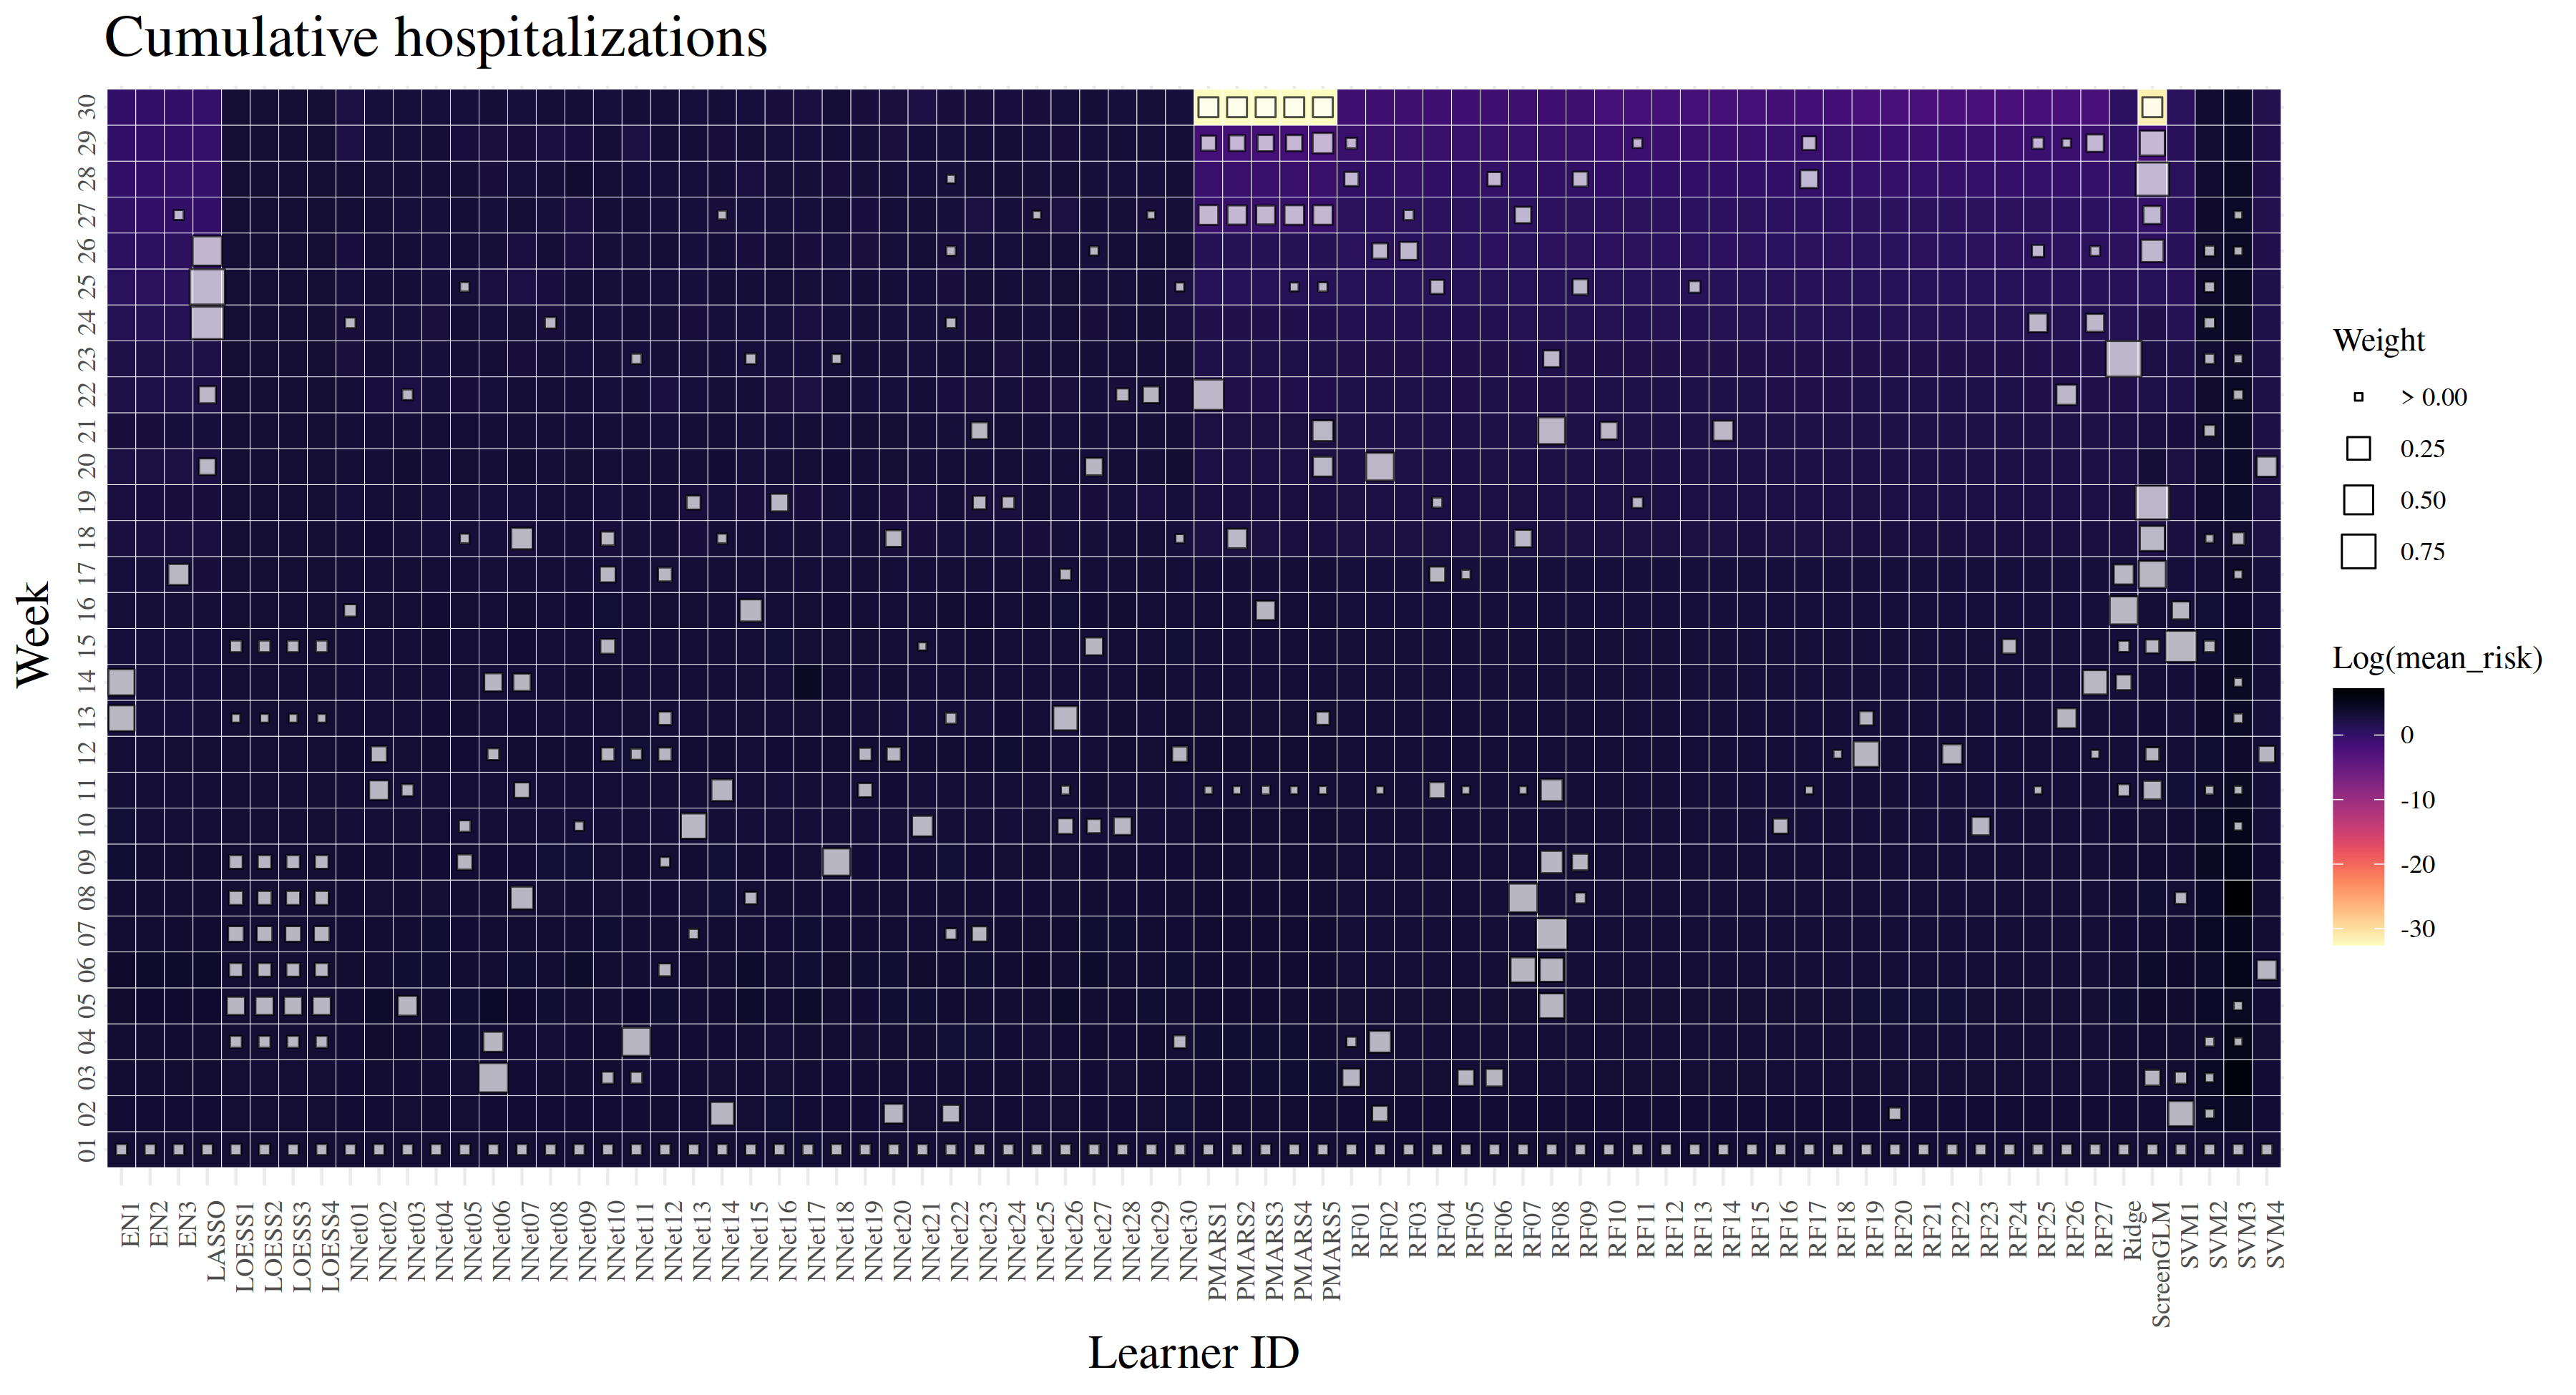 Cumulative hospitalizations
Week
30
29
28
27
26
25
24
23
22
21
20
19
18
17
16
15
14
13
12
11
10
09
08
07
06
05
04
03
02
01
EN1
EN2
EN3
LASSO
LOESS1
LOESS2
LOESS3
LOESS4
NNet01
NNet02
NNet03
NNet04
NNet05
NNet06
NNet07
NNet08
NNet09
NNet10
NNet11
NNet12
NNet13
NNet14
NNet15
NNet16
NNet17
NNet18
NNet19
NNet20
NNet21
NNet22
NNet23
NNet24
NNet25
NNet26
NNet27
NNet28
NNet29
NNet30
PMARS1
PMARS2
PMARS3
PMARS4
PMARS5
RF01
RF02
RF03
RF04
RF05
RF06
RF07
RF08
RF09
RF10
RF11
RF12
RF13
RF14
RF15
RF16
RF17
RF18
RF19
RF20
RF21
RF22
RF23
RF24
RF25
RF26
RF27
Ridge
ScreenGLM
SVM1
SVM2
SVM3
SVM4
Learner ID
Weight
> 0.00
0.25
0.50
0.75
Log(mean_risk)
0
-10
-20
-30